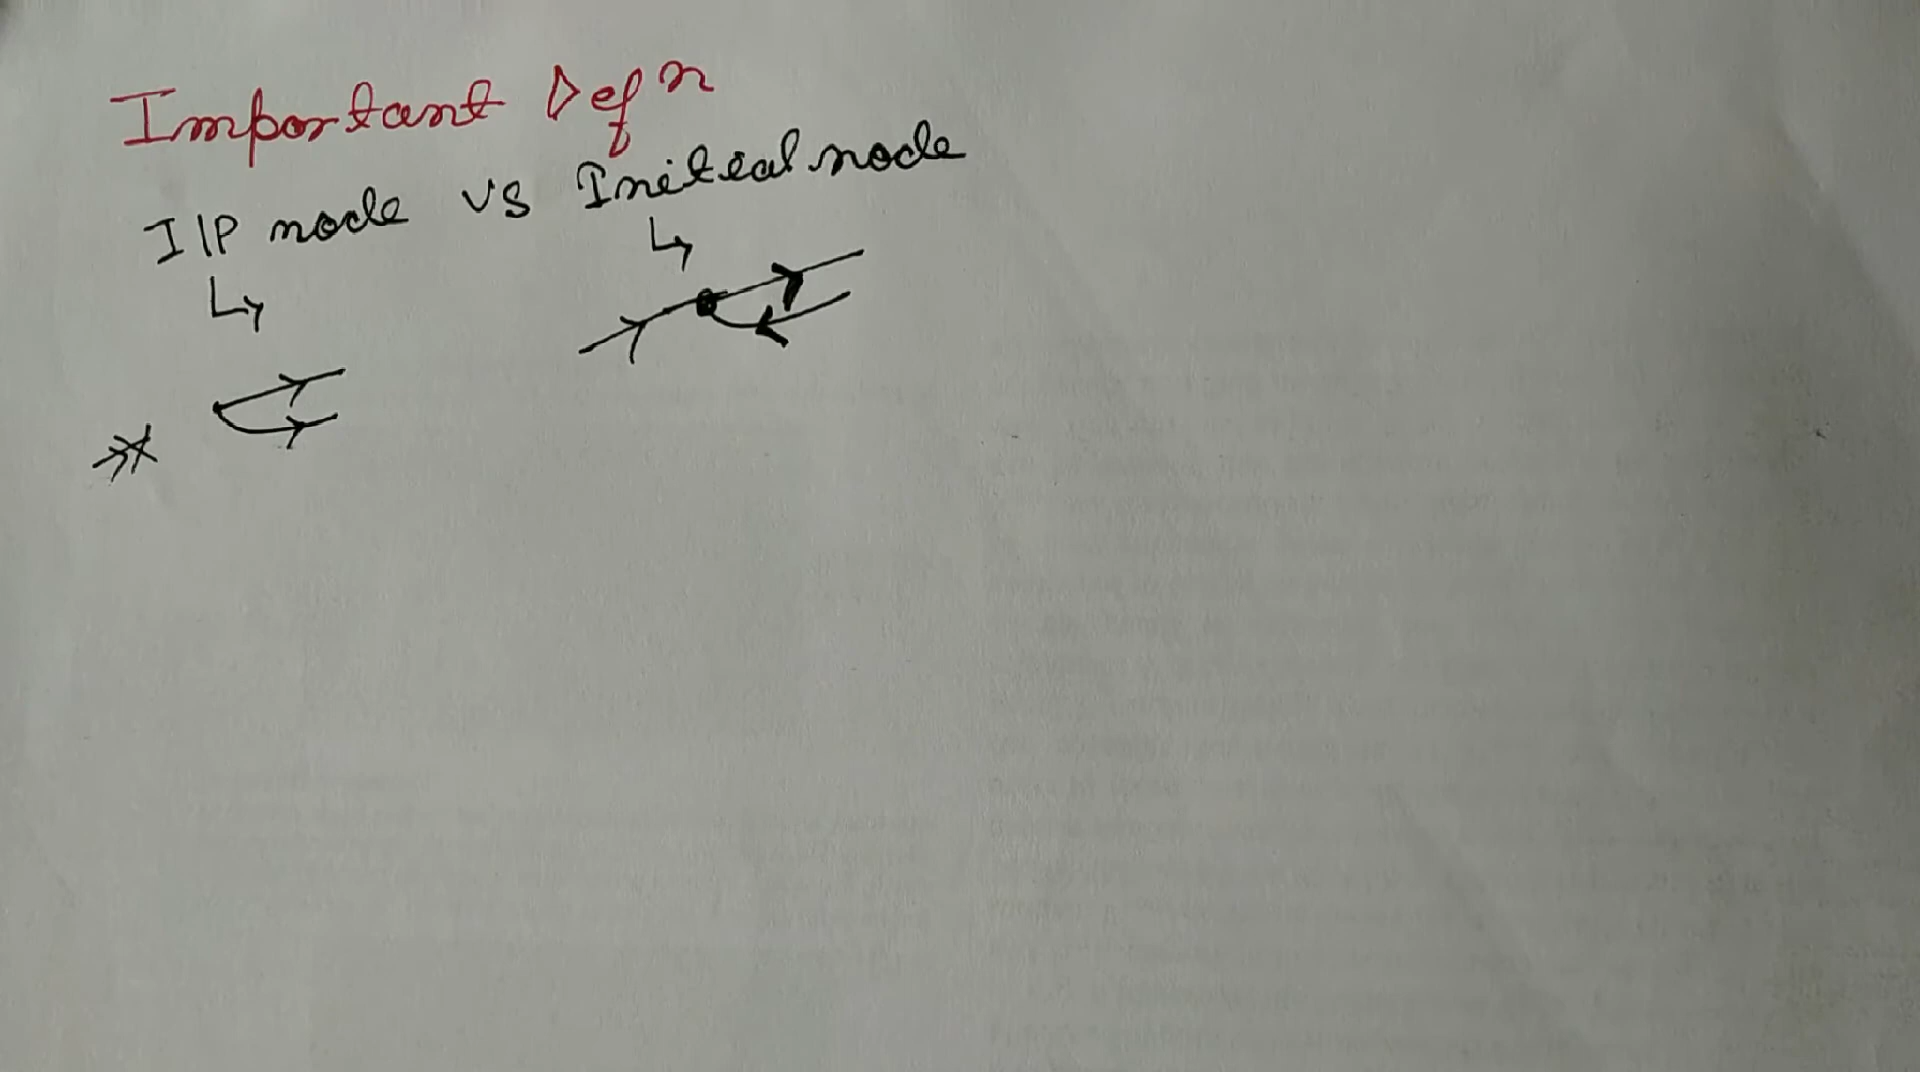 Important Defn
I/P node vs Initial node